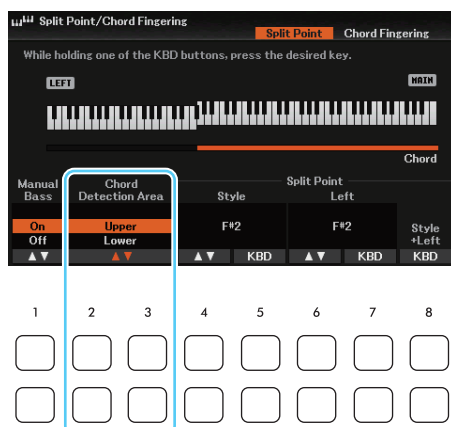 Split Point/Chord Fingering
Split Point Chord Fingering
While holding one of the KBD buttons, press the desired key.
LEFT MAIN
Chord
Manual Bass
Chord Detection Area
Split Point
Style Left
On Upper F#2 F#2 Style
Off Lower +Left
▲▼ ▲▼ ▲▼ KBD ▲▼ KBD KBD
1 2 3 4 5 6 7 8